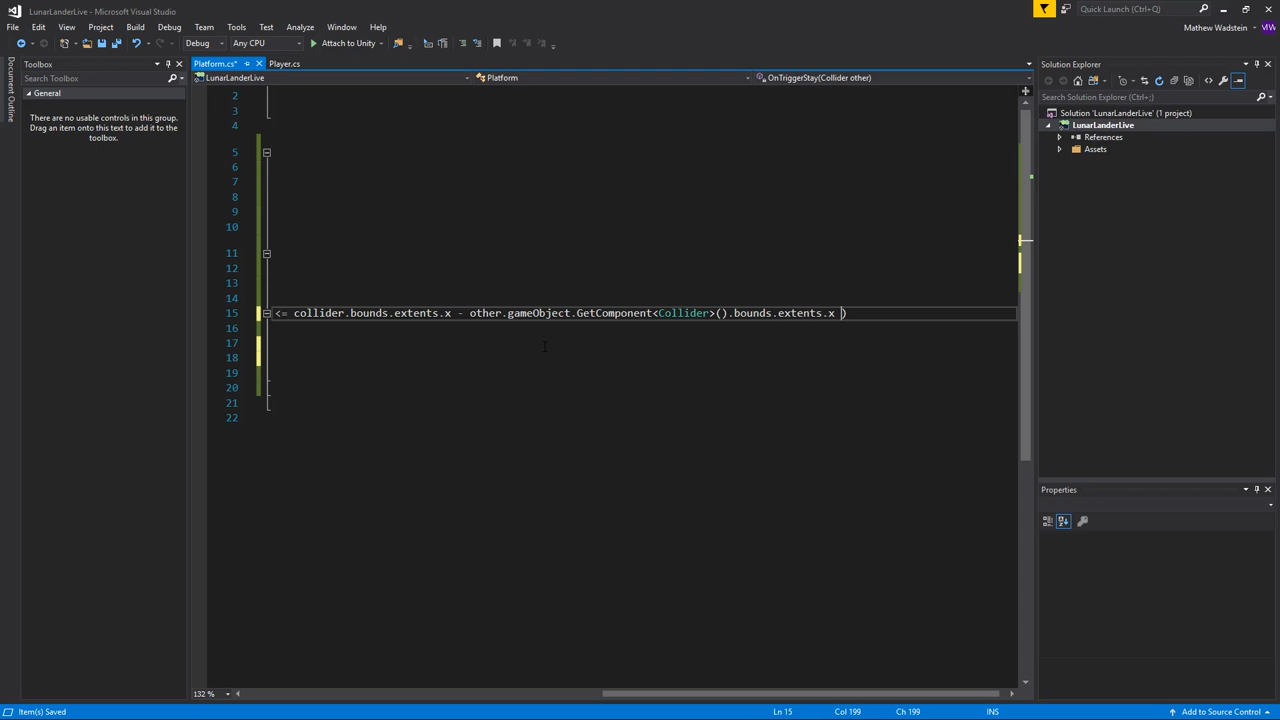 LunarLanderLive - Microsoft Visual Studio
Quick Launch (Ctrl+Q)
File Edit View Project Build Debug Team Tools Test Analyze Window Help
Mathew Wadstein
MW
Debug Any CPU Attach to Unity
Toolbox
Platform.cs* Player.cs
Solution Explorer
Search Toolbox
LunarLanderLive Platform OnTriggerStay(Collider other)
General
Search Solution Explorer (Ctrl+;)
Document Outline
There are no usable controls in this group.
Drag an item onto this text to add it to the
toolbox.
Solution 'LunarLanderLive' (1 project)
LunarLanderLive
References
Assets
2
3
4
5
6
7
8
9
10
11
12
13
14
15 <= collider.bounds.extents.x - other.gameObject.GetComponent<Collider>().bounds.extents.x )
16
17
18
19
20
21
22
Properties
132 %
Item(s) Saved Ln 15 Col 199 Ch 199 INS Add to Source Control